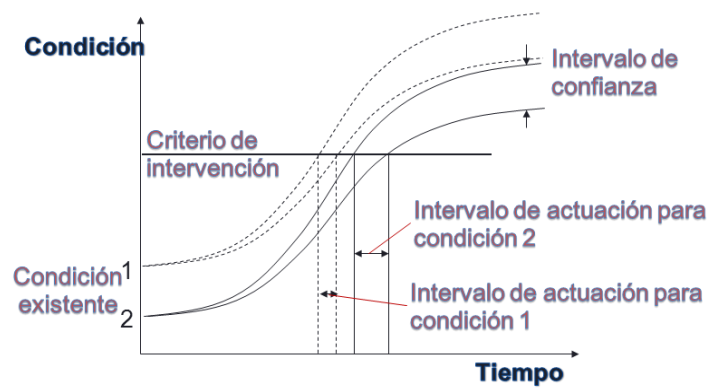 Condición
Intervalo de
confianza
Criterio de
intervención
Intervalo de actuación para
condición 2
Condición
existente
1
2
Intervalo de actuación para
condición 1
Tiempo